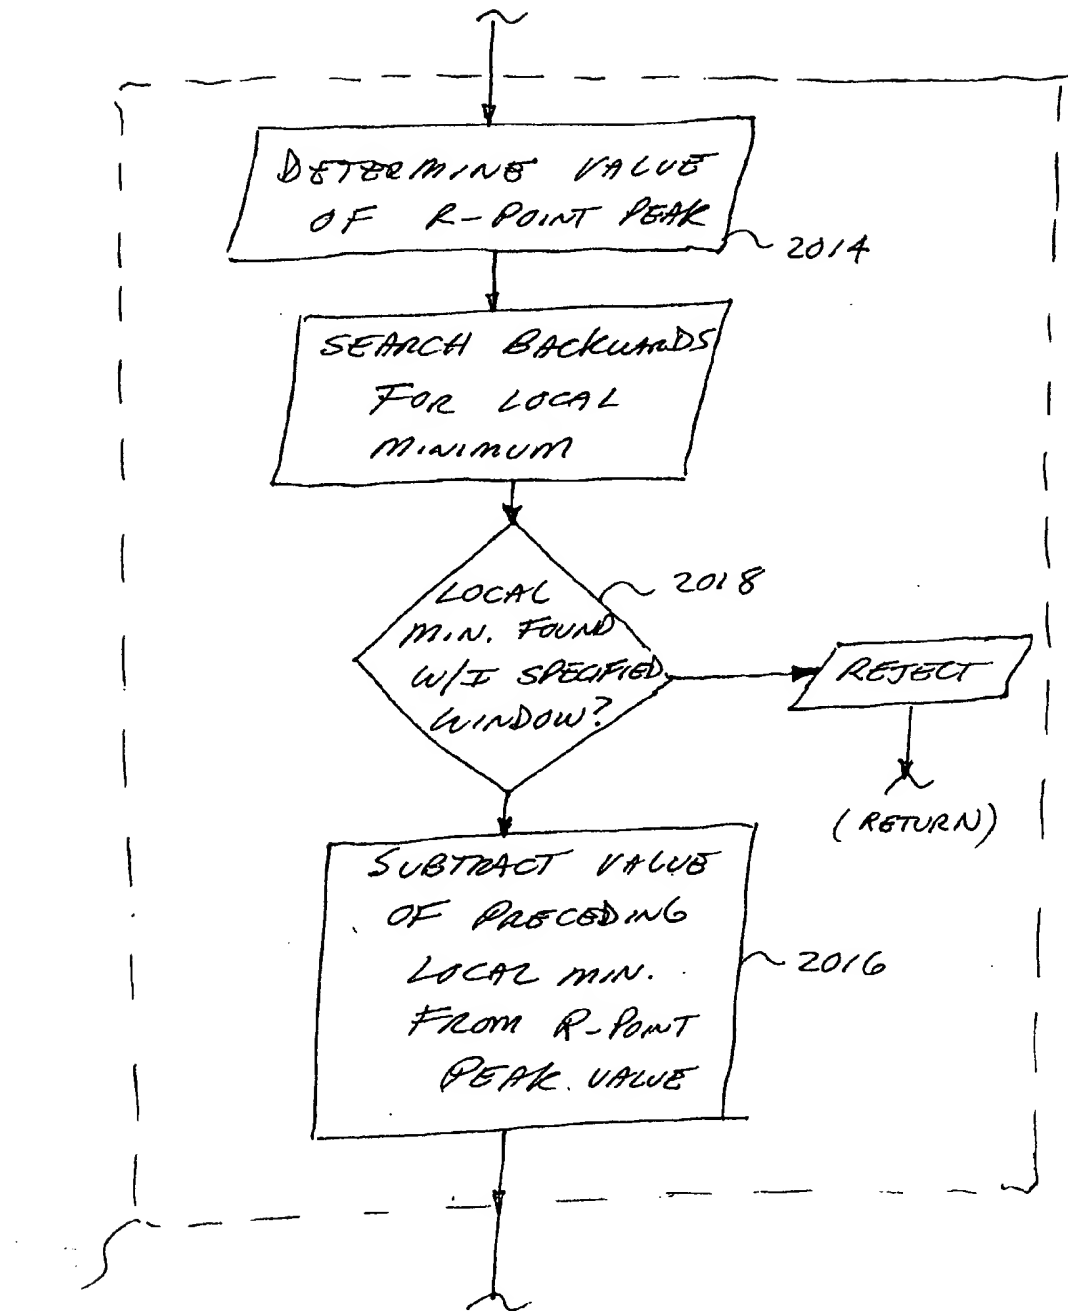 DETERMINE VALUE
OF R-POINT PEAK
2014
SEARCH BACKWARDS
FOR LOCAL
MINIMUM
LOCAL
MIN. FOUND
W/I SPECIFIED
WINDOW?
2018
REJECT
(RETURN)
SUBTRACT VALUE
OF PRECEDING
LOCAL MIN.
FROM R-POINT
PEAK. VALUE
2016